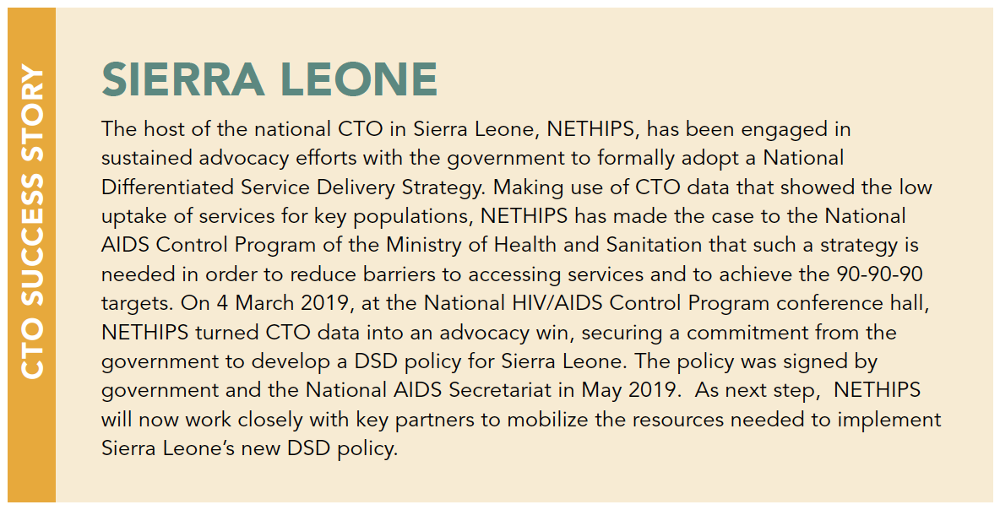 CTO SUCCESS STORY
SIERRA LEONE
The host of the national CTO in Sierra Leone, NETHIPS, has been engaged in
sustained advocacy efforts with the government to formally adopt a National
Differentiated Service Delivery Strategy. Making use of CTO data that showed the low
uptake of services for key populations, NETHIPS has made the case to the National
AIDS Control Program of the Ministry of Health and Sanitation that such a strategy is
needed in order to reduce barriers to accessing services and to achieve the 90-90-90
targets. On 4 March 2019, at the National HIV/AIDS Control Program conference hall,
NETHIPS turned CTO data into an advocacy win, securing a commitment from the
government to develop a DSD policy for Sierra Leone. The policy was signed by
government and the National AIDS Secretariat in May 2019.  As next step,  NETHIPS
will now work closely with key partners to mobilize the resources needed to implement
Sierra Leone’s new DSD policy.